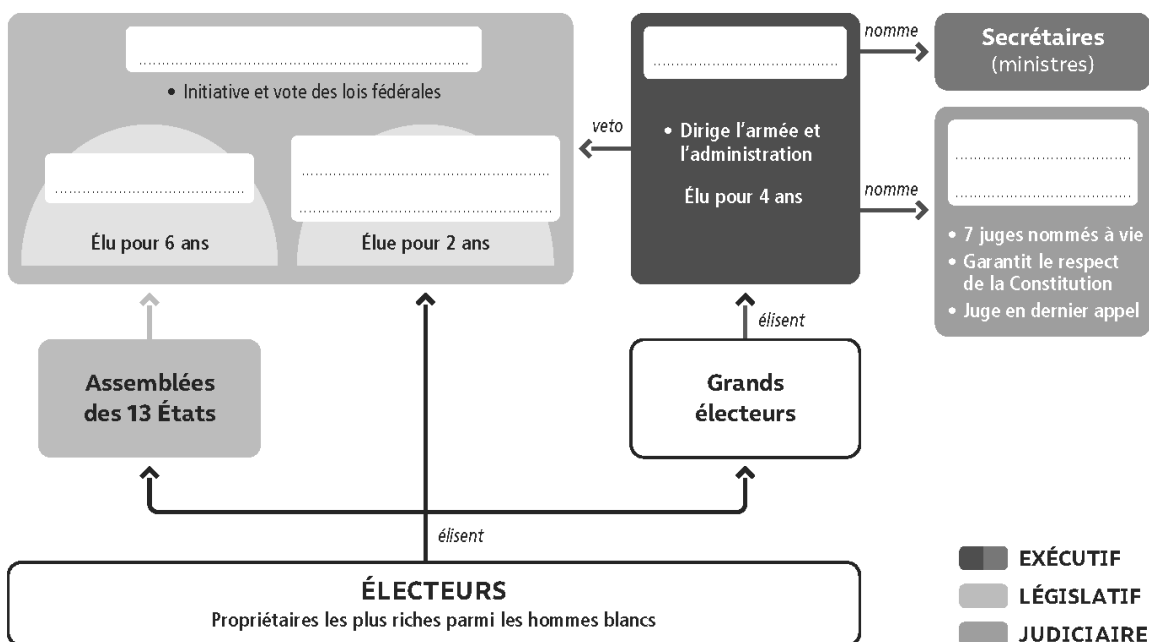 • Initiative et vote des lois fédérales
Élu pour 6 ans
Élue pour 2 ans
veto
• Dirige l'armée et
l'administration
Élu pour 4 ans
nomme
Secrétaires
(ministres)
nomme
• 7 juges nommés à vie
• Garantit le respect
de la Constitution
• Juge en dernier appel
élisent
Assemblées
des 13 États
Grands
électeurs
élisent
ÉLECTEURS
Propriétaires les plus riches parmi les hommes blancs
EXÉCUTIF
LÉGISLATIF
JUDICIAIRE